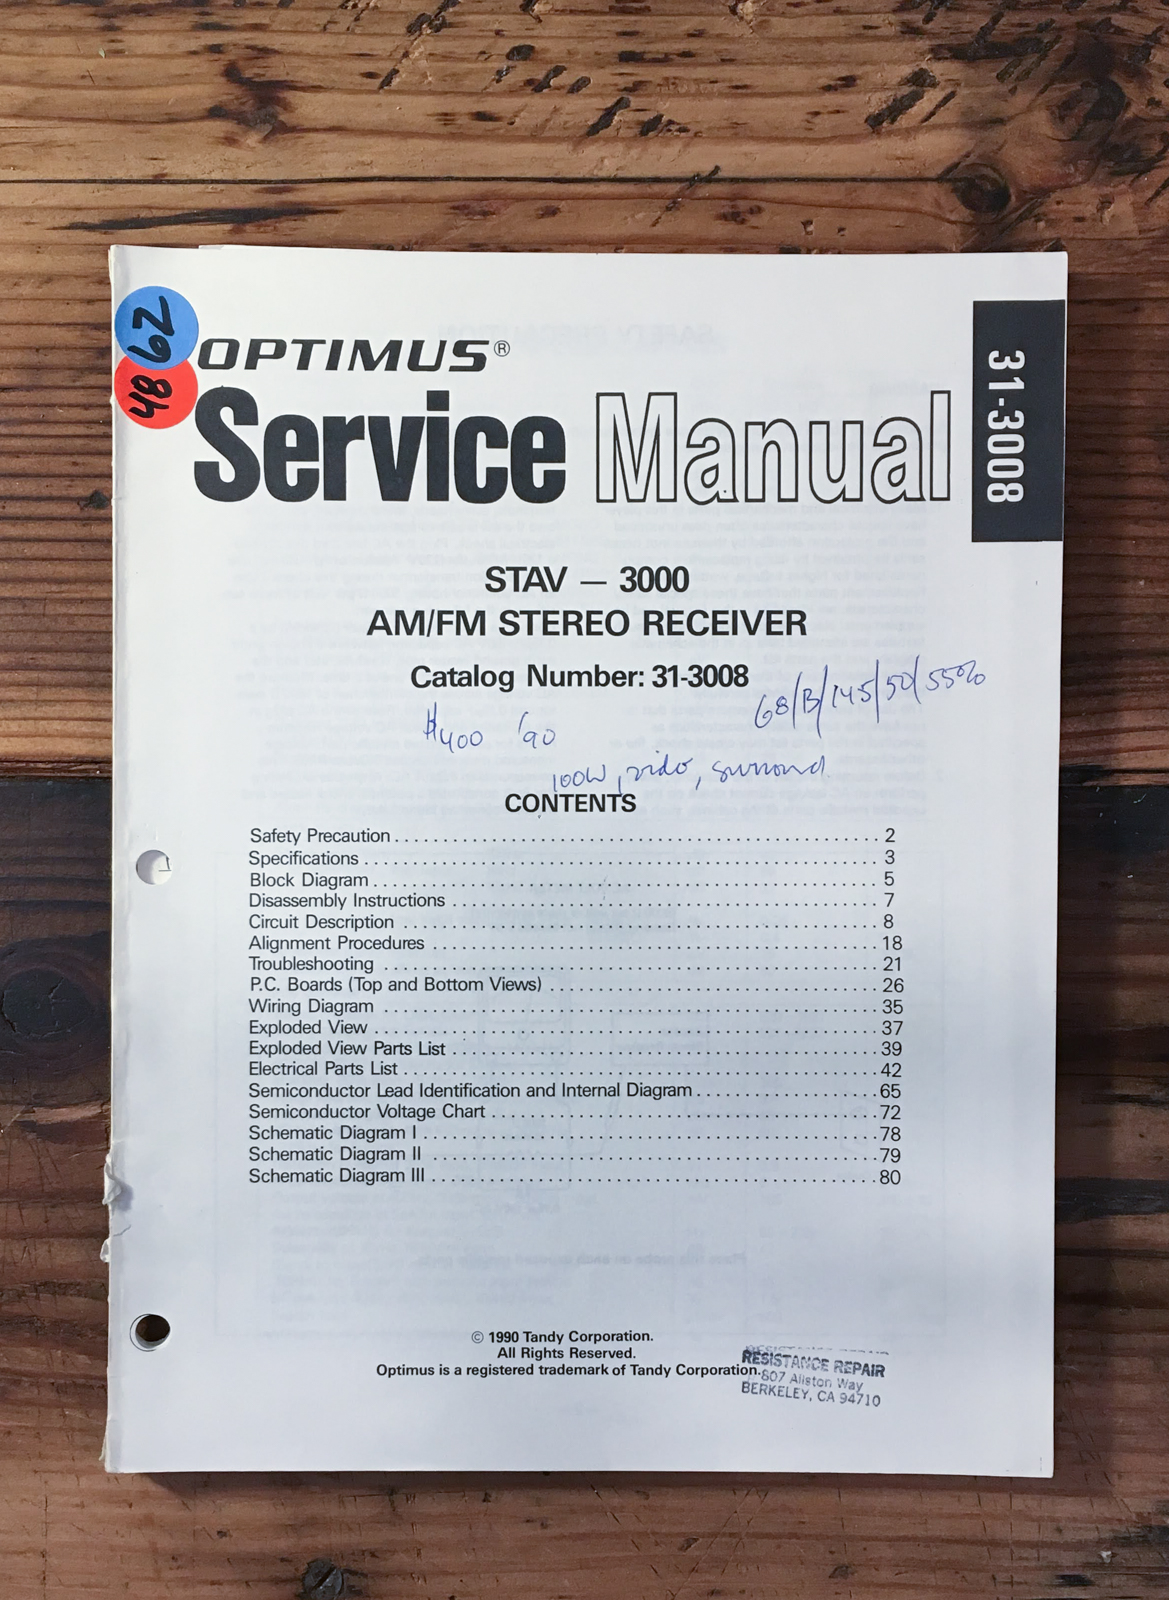 62
48
OPTIMUS®
Service Manual
31-3008
STAV — 3000
AM/FM STEREO RECEIVER
Catalog Number: 31-3008
68/B/145/50/55%
$400 '90
100W, video, surround
CONTENTS
Safety Precaution . . . . . . . . . . . . . . . . . . . . 2
Specifications . . . . . . . . . . . . . . . . . . . . 3
Block Diagram . . . . . . . . . . . . . . . . . . . . 5
Disassembly Instructions . . . . . . . . . . . . . . . . . . . . 7
Circuit Description . . . . . . . . . . . . . . . . . . . . 8
Alignment Procedures . . . . . . . . . . . . . . . . . . . . 18
Troubleshooting . . . . . . . . . . . . . . . . . . . . 21
P.C. Boards (Top and Bottom Views) . . . . . . . . . . . . . . . . . . . . 26
Wiring Diagram . . . . . . . . . . . . . . . . . . . . 35
Exploded View . . . . . . . . . . . . . . . . . . . . 37
Exploded View Parts List . . . . . . . . . . . . . . . . . . . . 39
Electrical Parts List . . . . . . . . . . . . . . . . . . . . 42
Semiconductor Lead Identification and Internal Diagram . . . . . . . . . . . . . . . . . . . . 65
Semiconductor Voltage Chart . . . . . . . . . . . . . . . . . . . . 72
Schematic Diagram I . . . . . . . . . . . . . . . . . . . . 78
Schematic Diagram II . . . . . . . . . . . . . . . . . . . . 79
Schematic Diagram III . . . . . . . . . . . . . . . . . . . . 80
© 1990 Tandy Corporation.
All Rights Reserved.
Optimus is a registered trademark of Tandy Corporation.
RESISTANCE REPAIR
807 Allston Way
BERKELEY, CA 94710